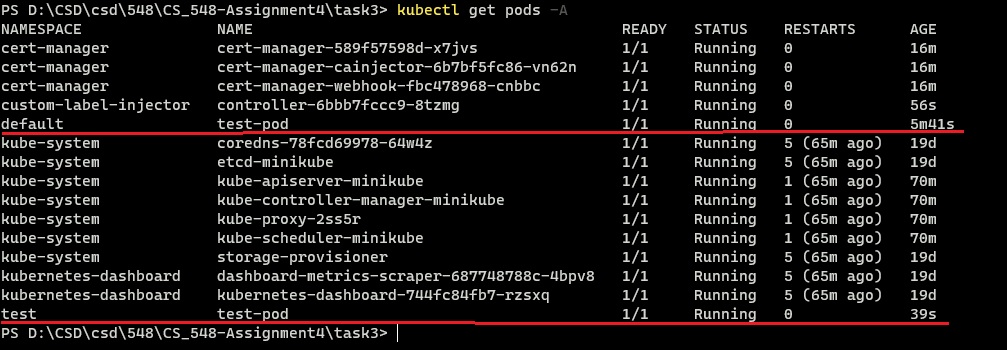 PS D:\CSD\csd\548\CS_548-Assignment4\task3> kubectl get pods -A
NAMESPACE NAME READY STATUS RESTARTS AGE
cert-manager cert-manager-589f57598d-x7jvs 1/1 Running 0 16m
cert-manager cert-manager-cainjector-6b7bf5fc86-vn62n 1/1 Running 0 16m
cert-manager cert-manager-webhook-fbc478968-cnbbc 1/1 Running 0 16m
custom-label-injector controller-6bbb7fccc9-8tzmg 1/1 Running 0 56s
default test-pod 1/1 Running 0 5m41s
kube-system coredns-78fcd69978-64w4z 1/1 Running 5 (65m ago) 19d
kube-system etcd-minikube 1/1 Running 5 (65m ago) 19d
kube-system kube-apiserver-minikube 1/1 Running 1 (65m ago) 70m
kube-system kube-controller-manager-minikube 1/1 Running 1 (65m ago) 70m
kube-system kube-proxy-2ss5r 1/1 Running 1 (65m ago) 70m
kube-system kube-scheduler-minikube 1/1 Running 1 (65m ago) 70m
kube-system storage-provisioner 1/1 Running 5 (65m ago) 19d
kubernetes-dashboard dashboard-metrics-scraper-687748788c-4bpv8 1/1 Running 5 (65m ago) 19d
kubernetes-dashboard kubernetes-dashboard-744fc84fb7-rzsxq 1/1 Running 5 (65m ago) 19d
test test-pod 1/1 Running 0 39s
PS D:\CSD\csd\548\CS_548-Assignment4\task3>